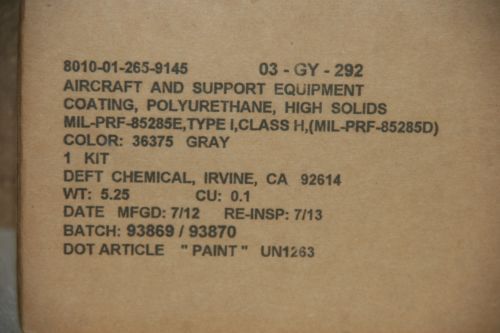 8010-01-265-9145 03 - GY - 292
AIRCRAFT AND SUPPORT EQUIPMENT
COATING, POLYURETHANE, HIGH SOLIDS
MIL-PRF-85285E,TYPE I,CLASS H,(MIL-PRF-85285D)
COLOR: 36375 GRAY
1 KIT
DEFT CHEMICAL, IRVINE, CA 92614
WT: 5.25 CU: 0.1
DATE MFGD: 7/12 RE-INSP: 7/13
BATCH: 93869 / 93870
DOT ARTICLE " PAINT " UN1263